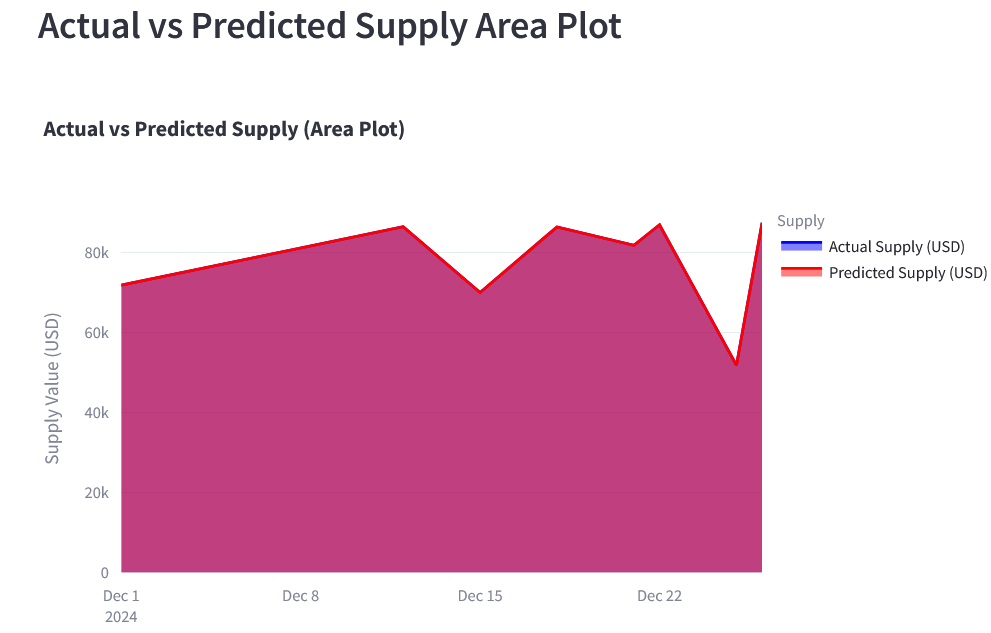 Actual vs Predicted Supply Area Plot
Actual vs Predicted Supply (Area Plot)
Supply
Actual Supply (USD)
Predicted Supply (USD)
Supply Value (USD)
80k
60k
40k
20k
0
Dec 1
2024
Dec 8
Dec 15
Dec 22